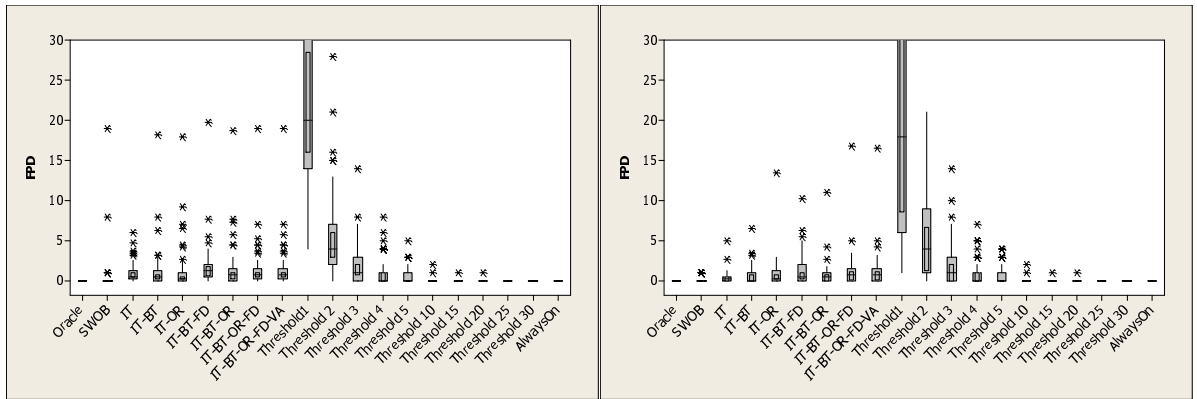 30
25
20
15
10
5
0
FPD
Oracle
SWOB
IT
IT-BT
IT-OR
IT-BT-FD
IT-BT-OR
IT-BT-OR-FD
IT-BT-OR-FD-VA
Threshold1
Threshold 2
Threshold 3
Threshold 4
Threshold 5
Threshold 10
Threshold 15
Threshold 20
Threshold 25
Threshold 30
AlwaysOn
30
25
20
15
10
5
0
FPD
Oracle
SWOB
IT
IT-BT
IT-OR
IT-BT-FD
IT-BT-OR
IT-BT-OR-FD
IT-BT-OR-FD-VA
Threshold1
Threshold 2
Threshold 3
Threshold 4
Threshold 5
Threshold 10
Threshold 15
Threshold 20
Threshold 25
Threshold 30
AlwaysOn